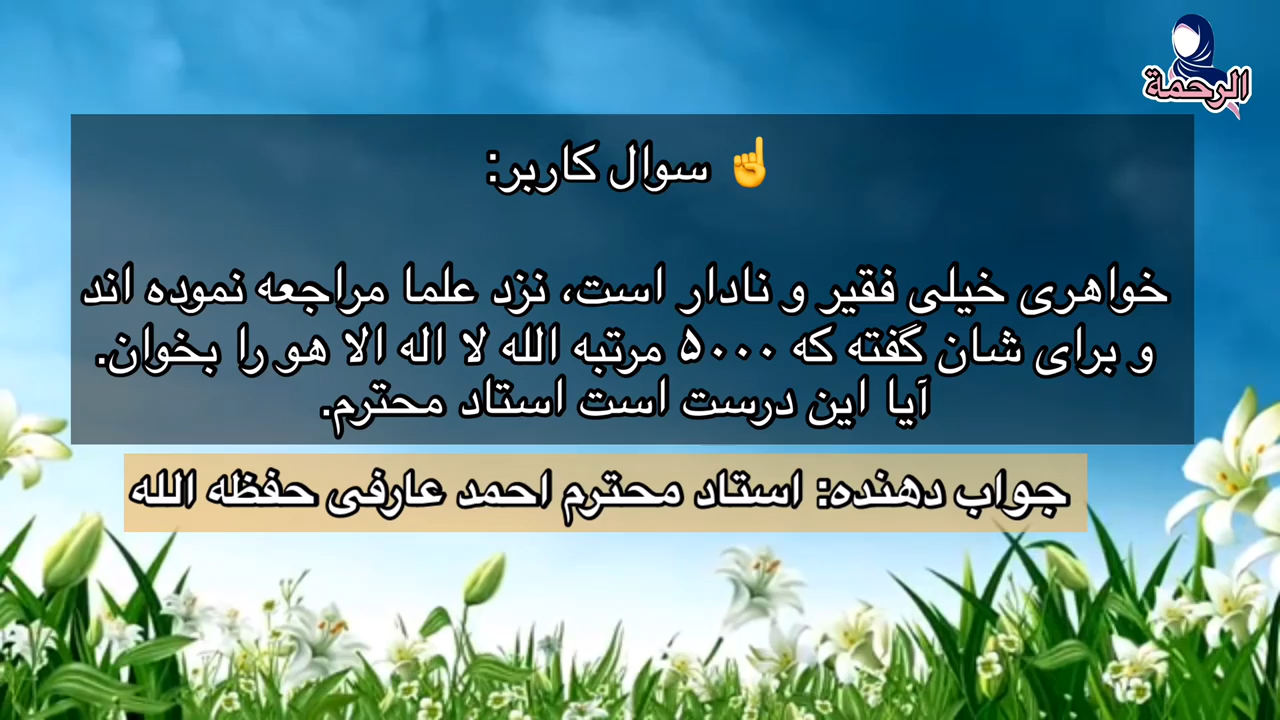 الرحمة
☝ سوال کاربر:
خواهری خیلی فقیر و نادار است، نزد علما مراجعه نموده اند
و برای شان گفته که ۵۰۰۰ مرتبه الله لا اله الا هو را بخوان.
آیا این درست است استاد محترم.
جواب دهنده: استاد محترم احمد عارفی حفظه الله